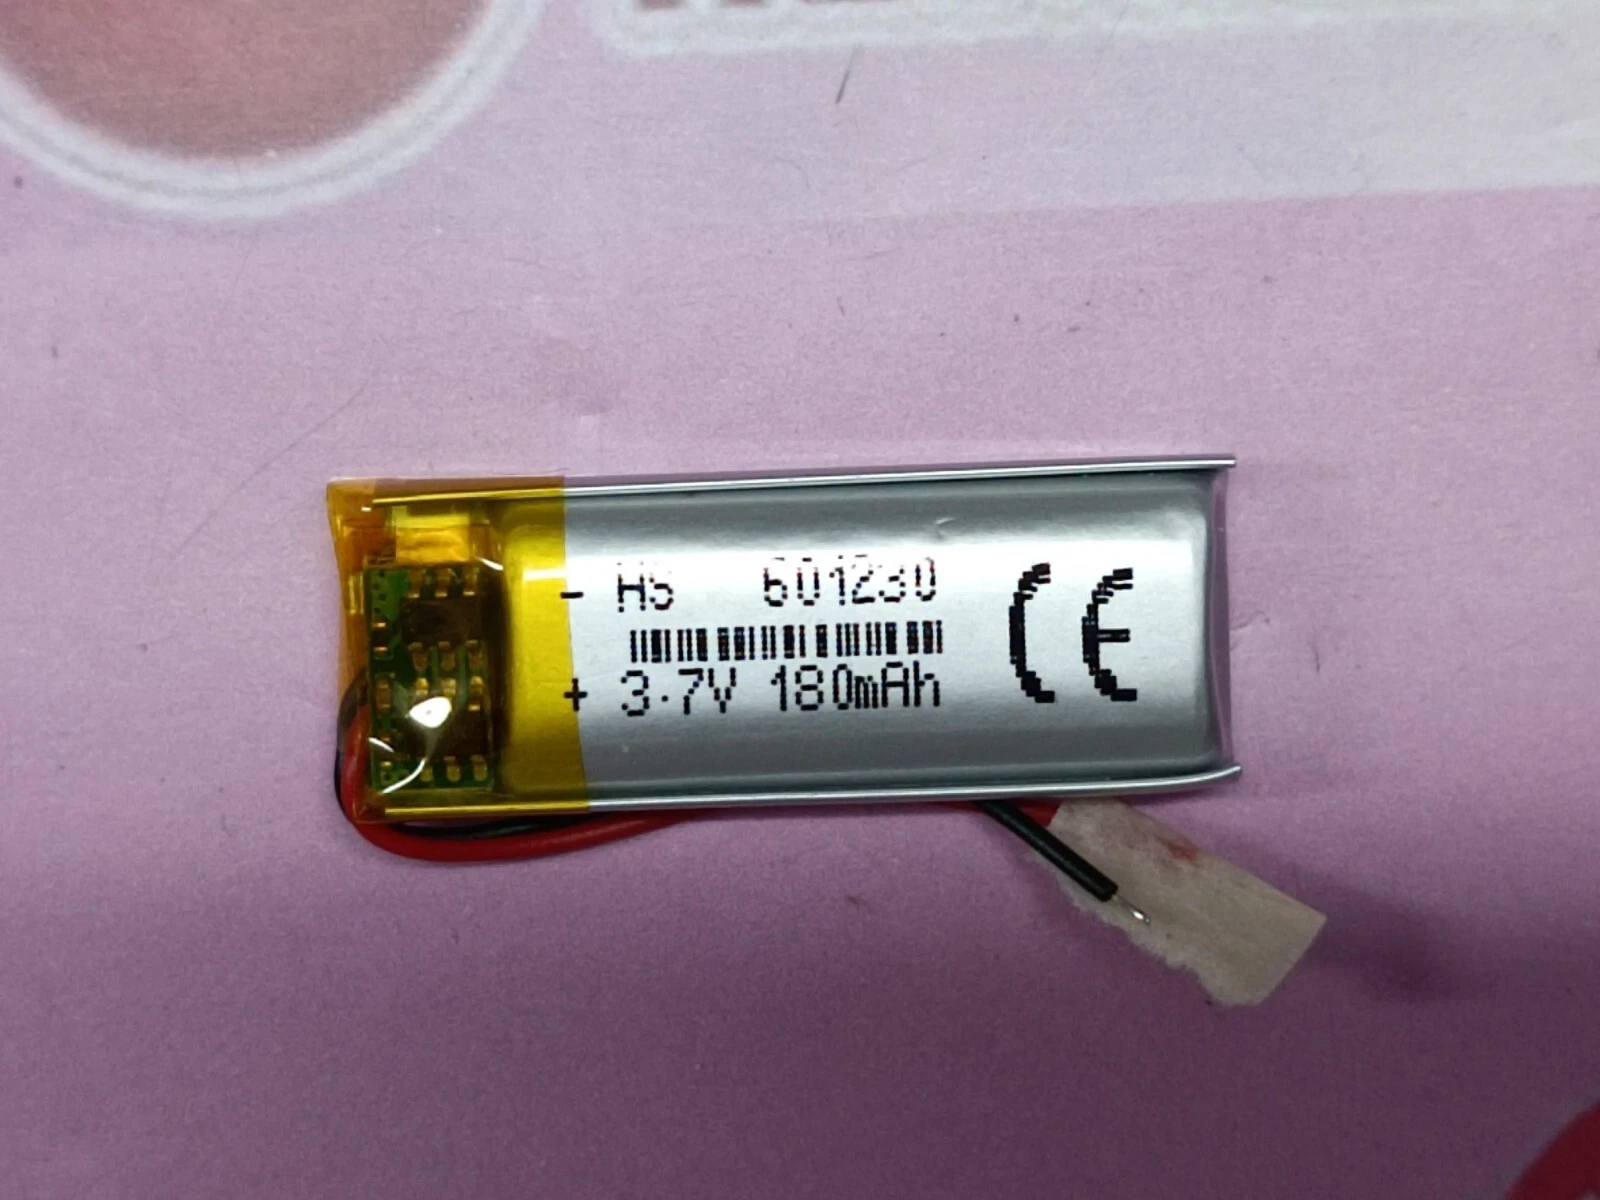 - HS 601230
+ 3.7V 180mAh
CE